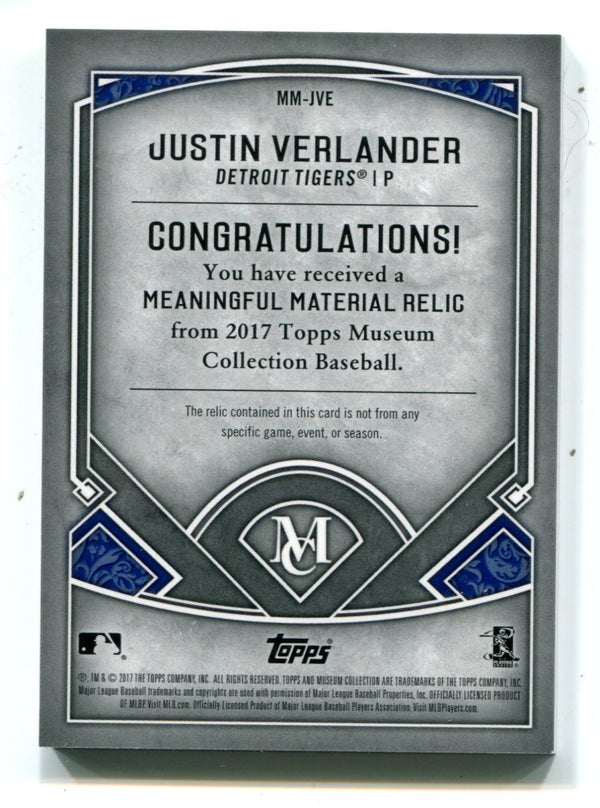 MM-JVE
JUSTIN VERLANDER
DETROIT TIGERS® | P
CONGRATULATIONS!
You have received a
MEANINGFUL MATERIAL RELIC
from 2017 Topps Museum
Collection Baseball.
The relic contained in this card is not from any
specific game, event, or season.
MC
Topps®
®, TM & © 2017 THE TOPPS COMPANY, INC. ALL RIGHTS RESERVED. TOPPS AND MUSEUM COLLECTION ARE TRADEMARKS OF THE TOPPS COMPANY, INC.
Major League Baseball trademarks and copyrights are used with permission of Major League Baseball Properties, Inc. OFFICIALLY LICENSED PRODUCT
OF MLBP. Visit MLB.com. Officially Licensed Product of Major League Baseball Players Association. Visit MLBPlayers.com.